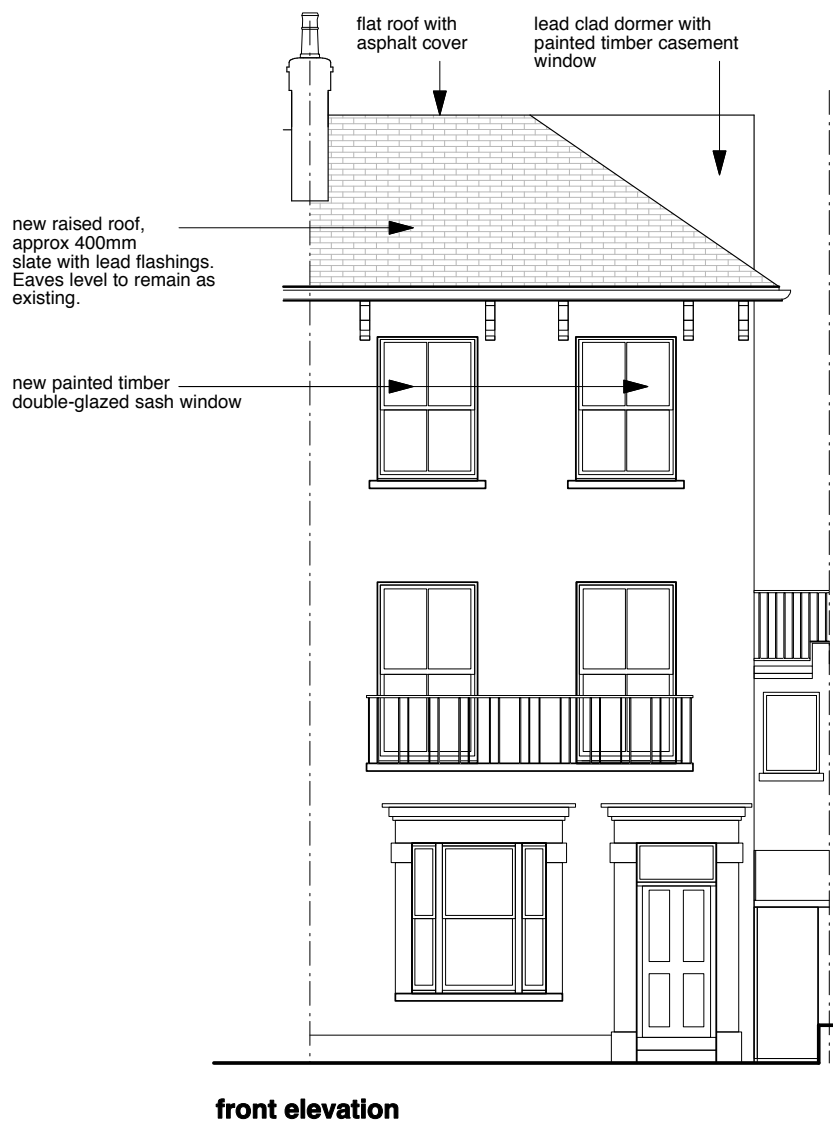 flat roof with
asphalt cover
lead clad dormer with
painted timber casement
window
new raised roof,
approx 400mm
slate with lead flashings.
Eaves level to remain as
existing.
new painted timber
double-glazed sash window
front elevation